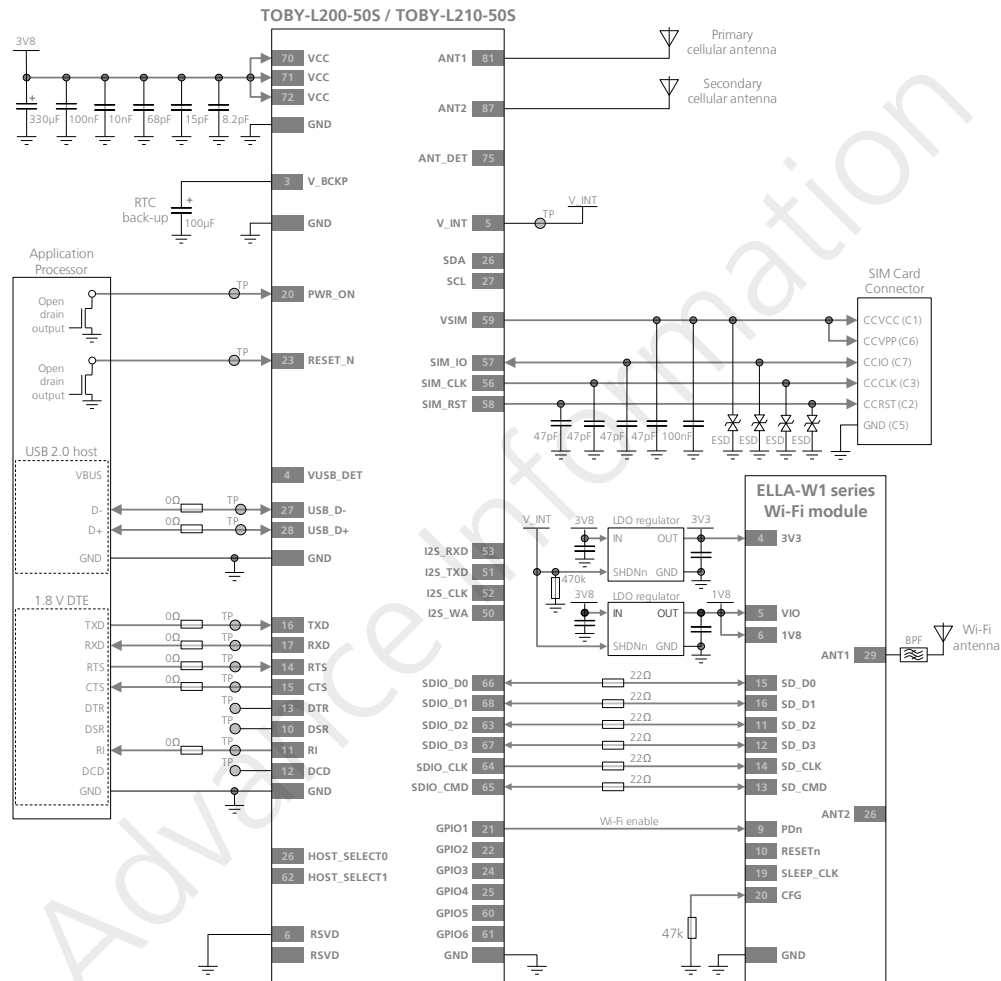 TOBY-L200-50S / TOBY-L210-50S
3V8
330µF 100nF 10nF 68pF 15pF 8.2pF
70 VCC
71 VCC
72 VCC
GND
3 V_BCKP
RTC
back-up
100µF
GND
Application
Processor
Open
drain
output
TP
20 PWR_ON
Open
drain
output
TP
23 RESET_N
USB 2.0 host
VBUS
4 VUSB_DET
D- 0Ω TP 27 USB_D-
D+ 0Ω TP 28 USB_D+
GND GND
1.8 V DTE
TXD 0Ω TP 16 TXD
RXD 0Ω TP 17 RXD
RTS 0Ω TP 14 RTS
CTS 0Ω TP 15 CTS
DTR TP 13 DTR
DSR TP 10 DSR
RI 0Ω TP 11 RI
DCD TP 12 DCD
GND GND
26 HOST_SELECT0
62 HOST_SELECT1
6 RSVD
RSVD
ANT1 81
Primary
cellular antenna
ANT2 87
Secondary
cellular antenna
ANT_DET 75
V_INT 5 TP V_INT
SDA 26
SCL 27
SIM Card
Connector
VSIM 59 CCVCC (C1)
CCVPP (C6)
SIM_IO 57 CCIO (C7)
SIM_CLK 56 CCCLK (C3)
SIM_RST 58 CCRST (C2)
GND (C5)
47pF 47pF 47pF 47pF 100nF ESD ESD ESD ESD
ELLA-W1 series
Wi-Fi module
I2S_RXD 53
I2S_TXD 51
I2S_CLK 52
I2S_WA 50
V_INT 3V8 LDO regulator 3V3
IN OUT 4 3V3
SHDNn GND
470k
3V8 LDO regulator 1V8
IN OUT 5 VIO
6 1V8
SHDNn GND
ANT1 29 BPF
Wi-Fi
antenna
SDIO_D0 66 22Ω 15 SD_D0
SDIO_D1 68 22Ω 16 SD_D1
SDIO_D2 63 22Ω 11 SD_D2
SDIO_D3 67 22Ω 12 SD_D3
SDIO_CLK 64 22Ω 14 SD_CLK
SDIO_CMD 65 22Ω 13 SD_CMD
ANT2 26
GPIO1 21 Wi-Fi enable 9 PDn
GPIO2 22 10 RESETn
GPIO3 24 19 SLEEP_CLK
GPIO4 25 20 CFG
GPIO5 60
GPIO6 61
47k
GND GND
Advance Information